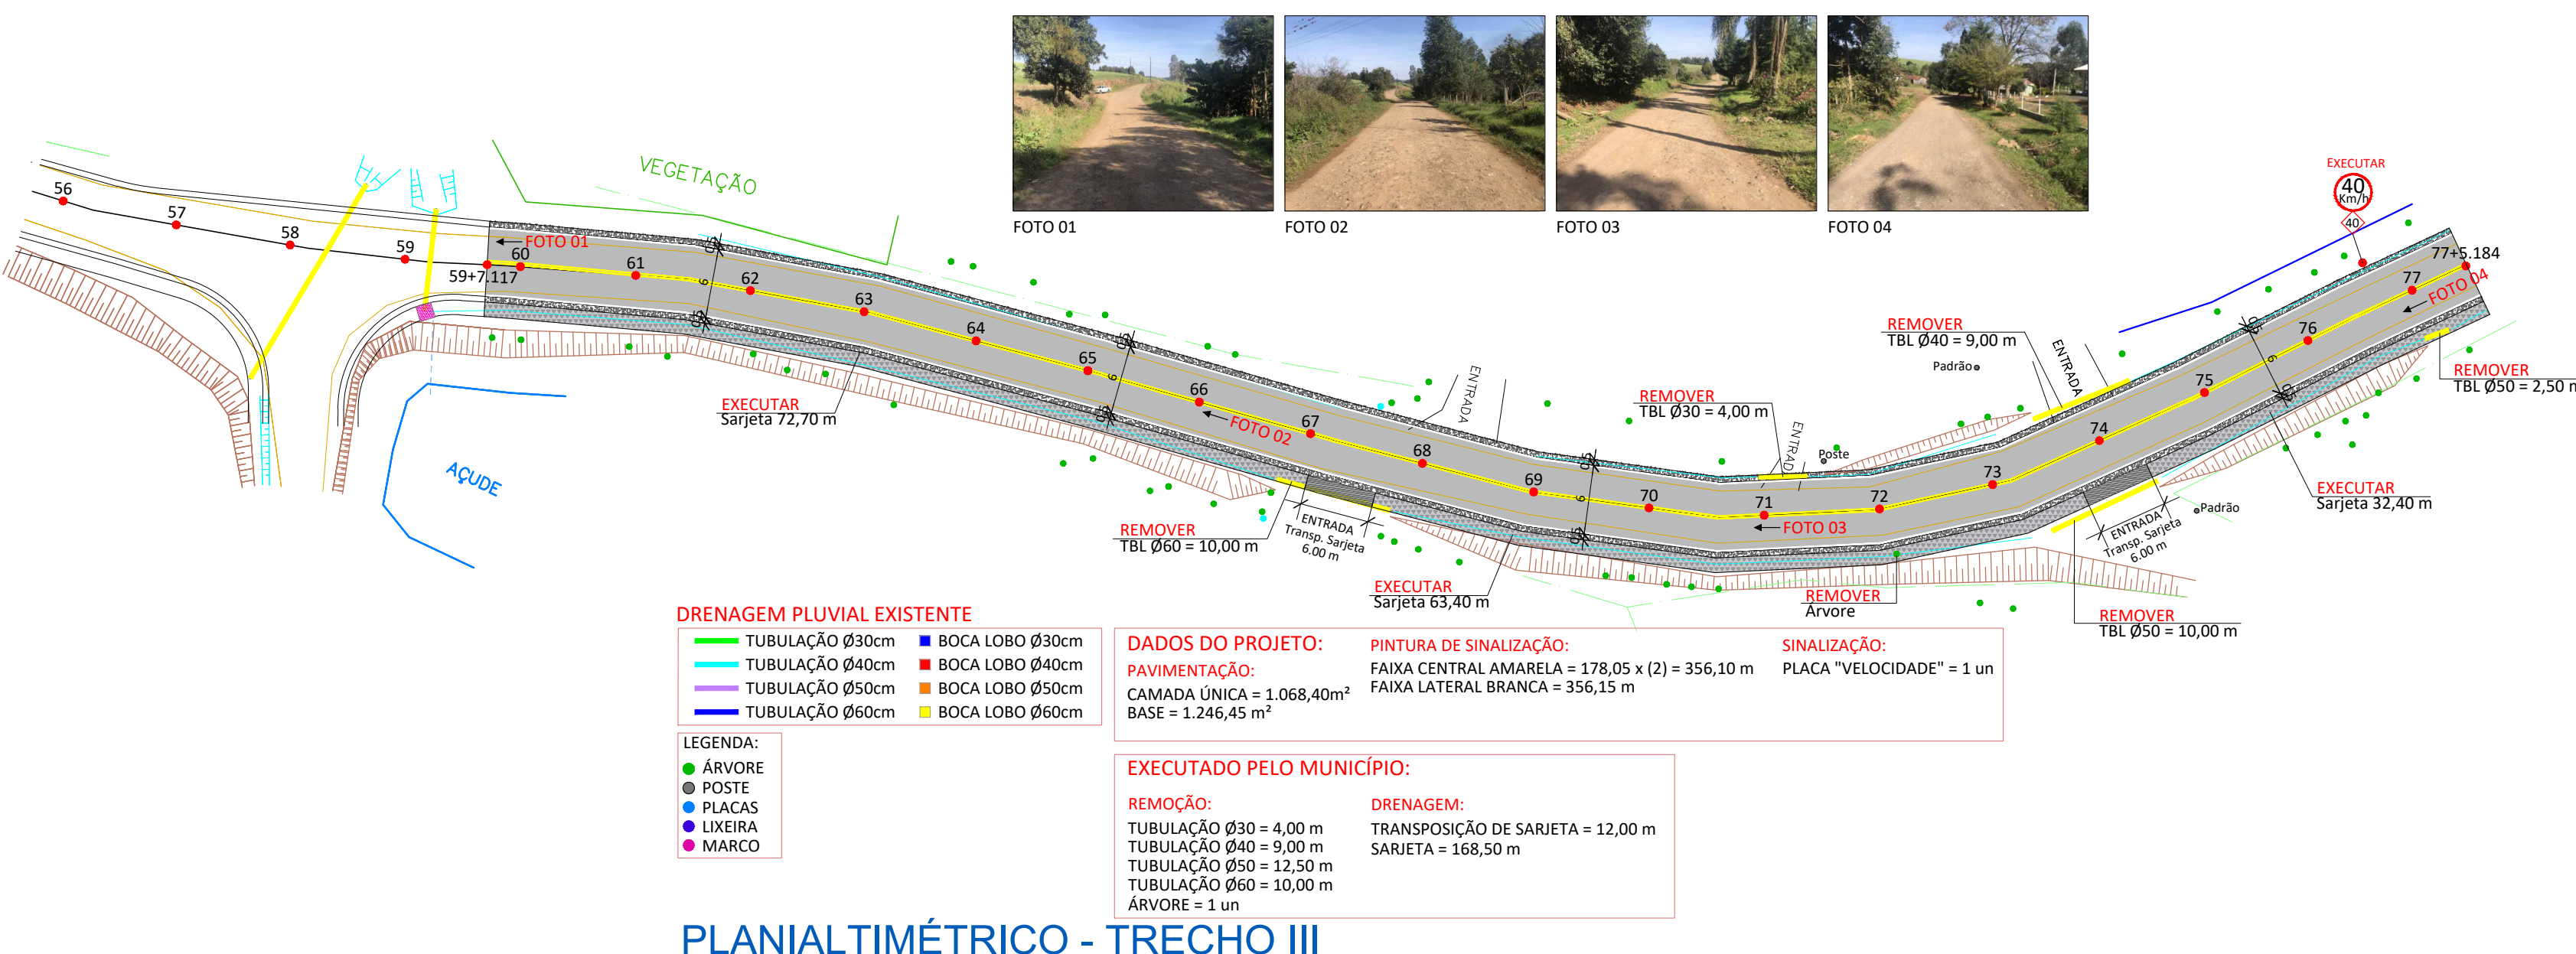 FOTO 01
FOTO 02
FOTO 03
FOTO 04
EXECUTAR
40
Km/h
40
VEGETAÇÃO
56
57
58
59
59+7.117
60
61
62
63
64
65
66
67
68
69
70
71
72
73
74
75
76
77
77+5.184
FOTO 01
FOTO 02
FOTO 03
FOTO 04
6
6
6
6
AÇUDE
EXECUTAR
Sarjeta 72,70 m
REMOVER
TBL Ø60 = 10,00 m
ENTRADA
Transp. Sarjeta
6.00 m
ENTRADA
EXECUTAR
Sarjeta 63,40 m
REMOVER
TBL Ø30 = 4,00 m
ENTRADA
Poste
REMOVER
Árvore
REMOVER
TBL Ø40 = 9,00 m
Padrão
ENTRADA
REMOVER
TBL Ø50 = 2,50 m
EXECUTAR
Sarjeta 32,40 m
Padrão
ENTRADA
Transp. Sarjeta
6.00 m
REMOVER
TBL Ø50 = 10,00 m
DRENAGEM PLUVIAL EXISTENTE
TUBULAÇÃO Ø30cm BOCA LOBO Ø30cm
TUBULAÇÃO Ø40cm BOCA LOBO Ø40cm
TUBULAÇÃO Ø50cm BOCA LOBO Ø50cm
TUBULAÇÃO Ø60cm BOCA LOBO Ø60cm
LEGENDA:
ÁRVORE
POSTE
PLACAS
LIXEIRA
MARCO
DADOS DO PROJETO:
PAVIMENTAÇÃO:
CAMADA ÚNICA = 1.068,40m²
BASE = 1.246,45 m²
PINTURA DE SINALIZAÇÃO:
FAIXA CENTRAL AMARELA = 178,05 x (2) = 356,10 m
FAIXA LATERAL BRANCA = 356,15 m
SINALIZAÇÃO:
PLACA "VELOCIDADE" = 1 un
EXECUTADO PELO MUNICÍPIO:
REMOÇÃO:
TUBULAÇÃO Ø30 = 4,00 m
TUBULAÇÃO Ø40 = 9,00 m
TUBULAÇÃO Ø50 = 12,50 m
TUBULAÇÃO Ø60 = 10,00 m
ÁRVORE = 1 un
DRENAGEM:
TRANSPOSIÇÃO DE SARJETA = 12,00 m
SARJETA = 168,50 m
PLANIALTIMÉTRICO - TRECHO III